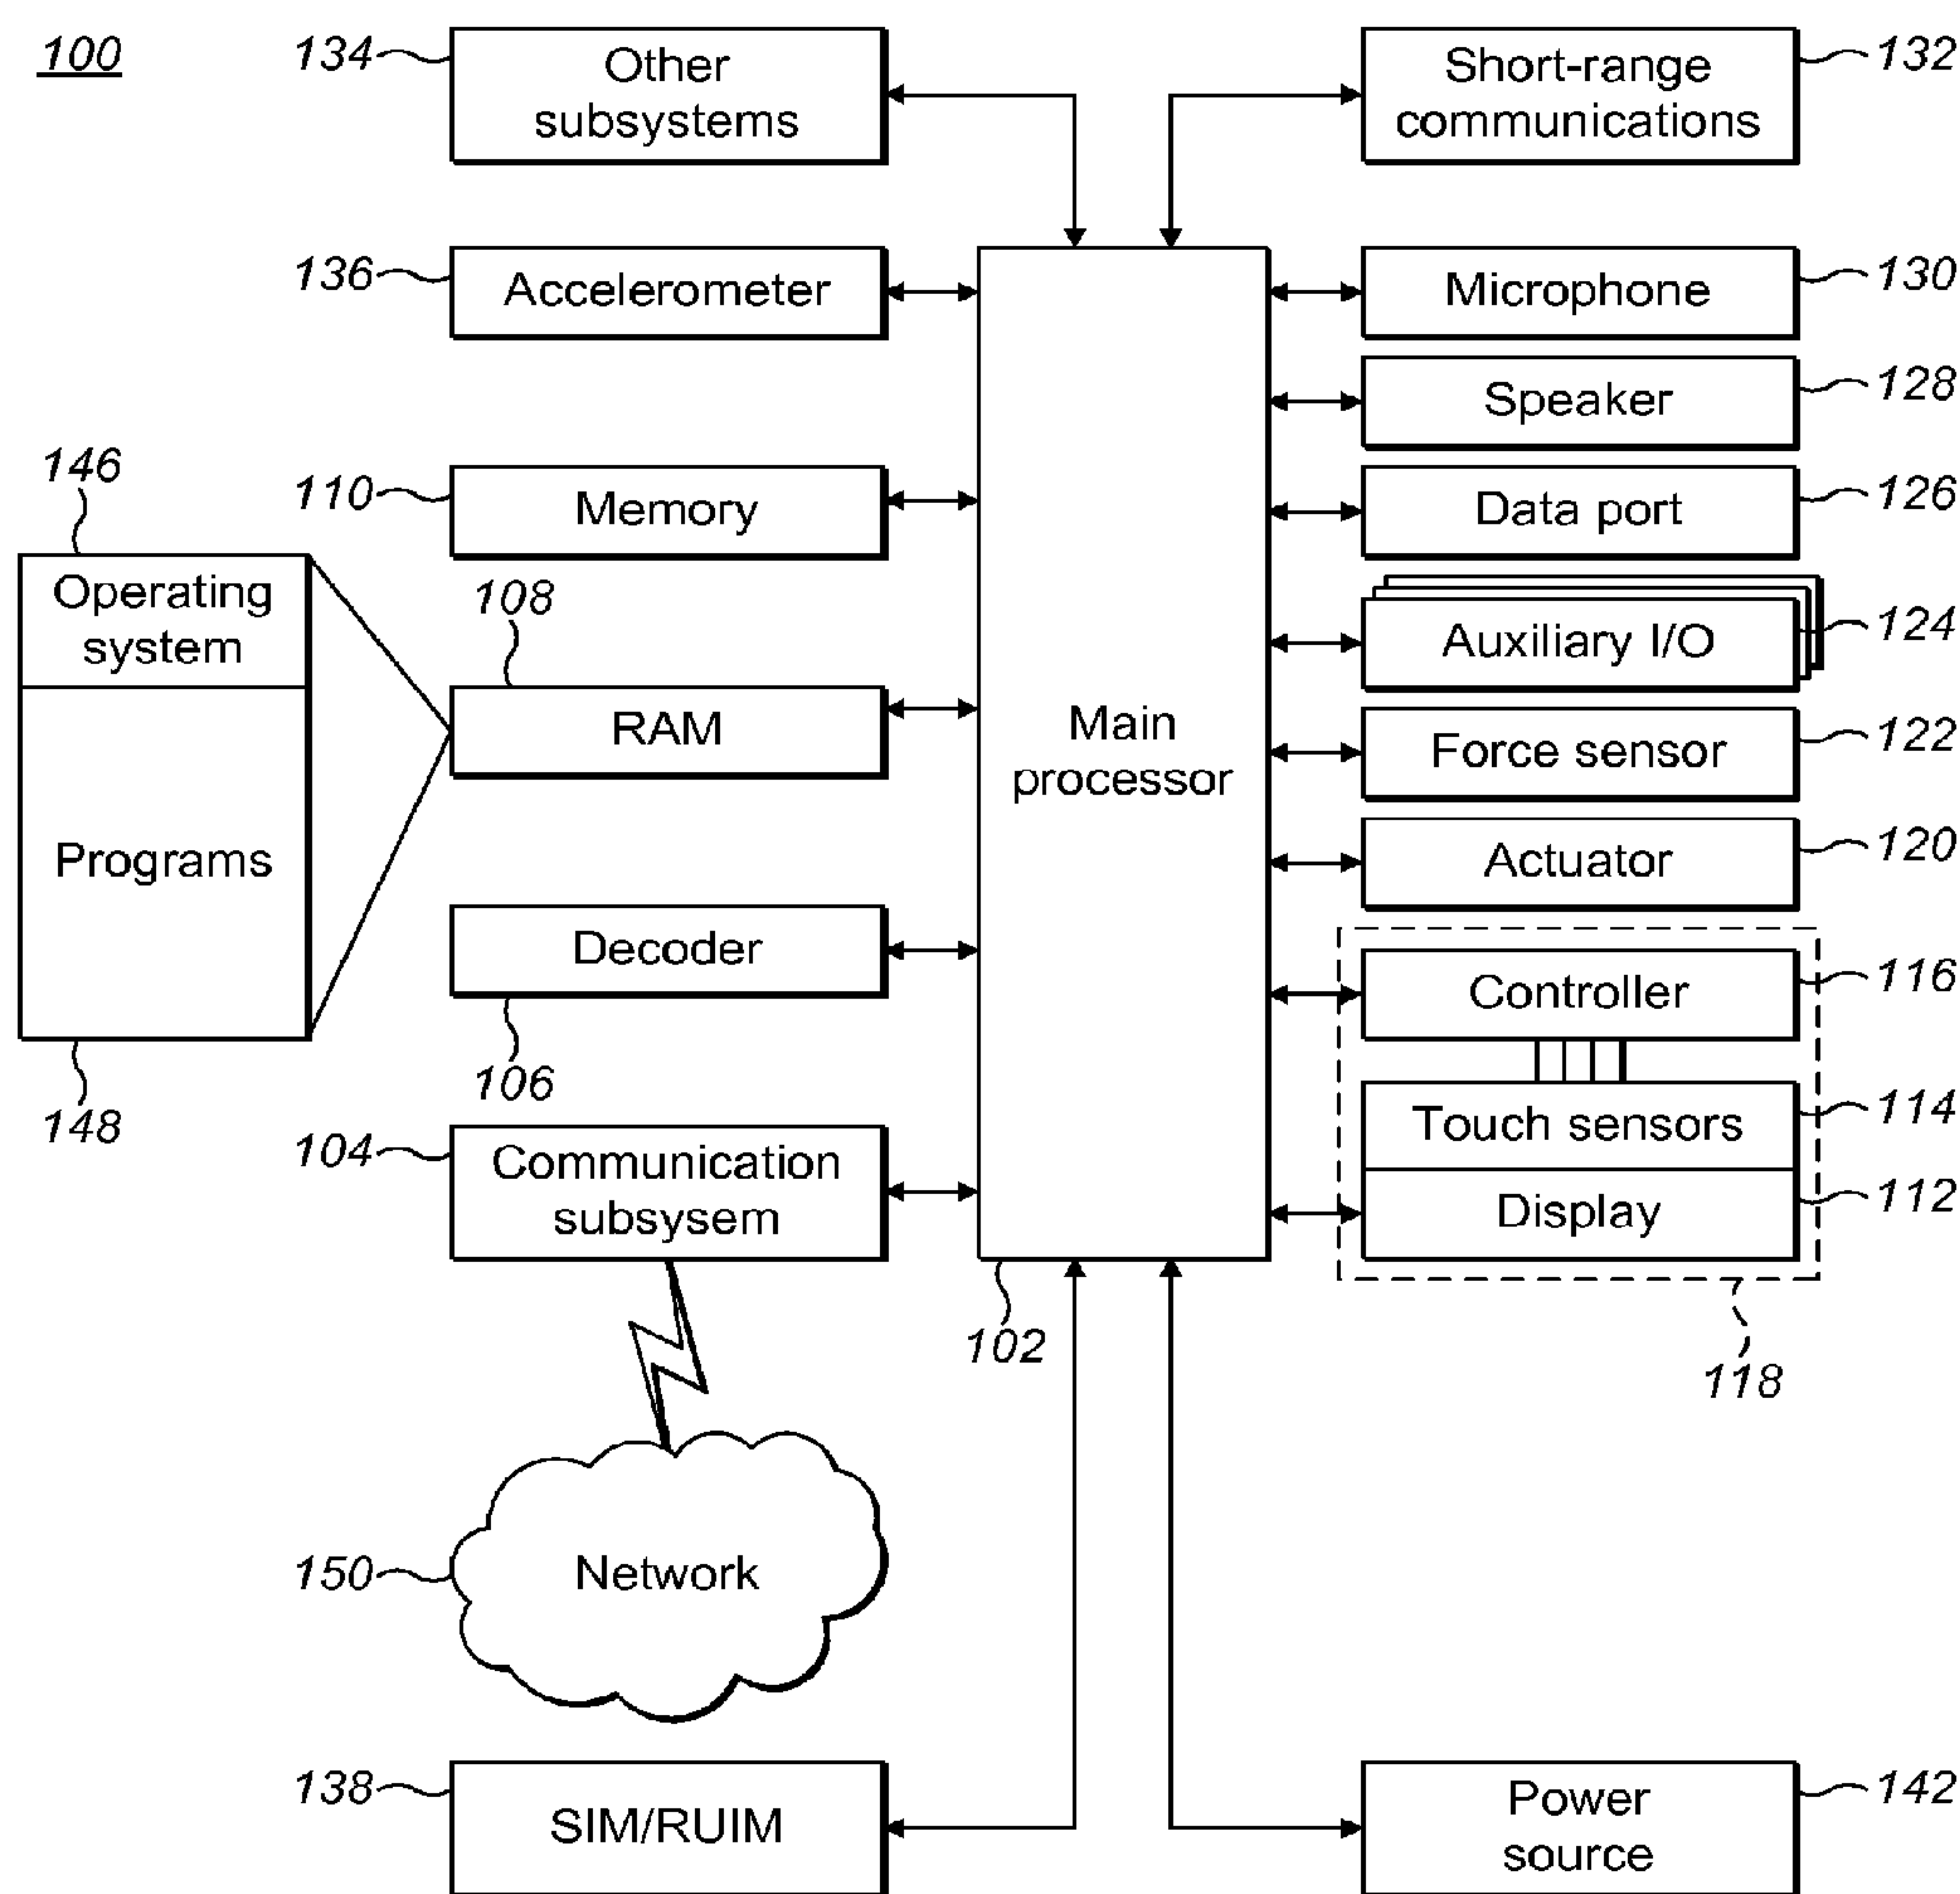 100
134
Other
subsystems
Short-range
communications
132
136
Accelerometer
Microphone
130
Speaker
128
146
110
Memory
Data port
126
Operating
system
108
Auxiliary I/O
124
RAM
Main
processor
Force sensor
122
Programs
Actuator
120
Decoder
Controller
116
106
148
104
Communication
subsysem
Touch sensors
114
Display
112
102
118
150
Network
138
SIM/RUIM
Power
source
142